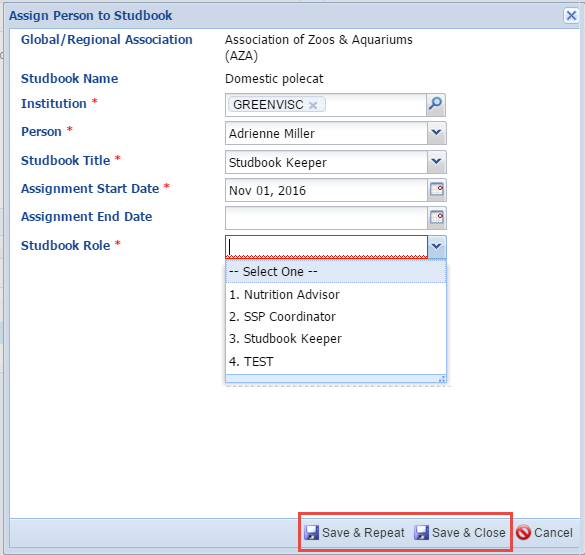 Assign Person to Studbook
Global/Regional Association Association of Zoos & Aquariums
(AZA)
Studbook Name Domestic polecat
Institution * GREENVISC
Person * Adrienne Miller
Studbook Title * Studbook Keeper
Assignment Start Date * Nov 01, 2016
Assignment End Date
Studbook Role *
-- Select One --
1. Nutrition Advisor
2. SSP Coordinator
3. Studbook Keeper
4. TEST
Save & Repeat Save & Close Cancel